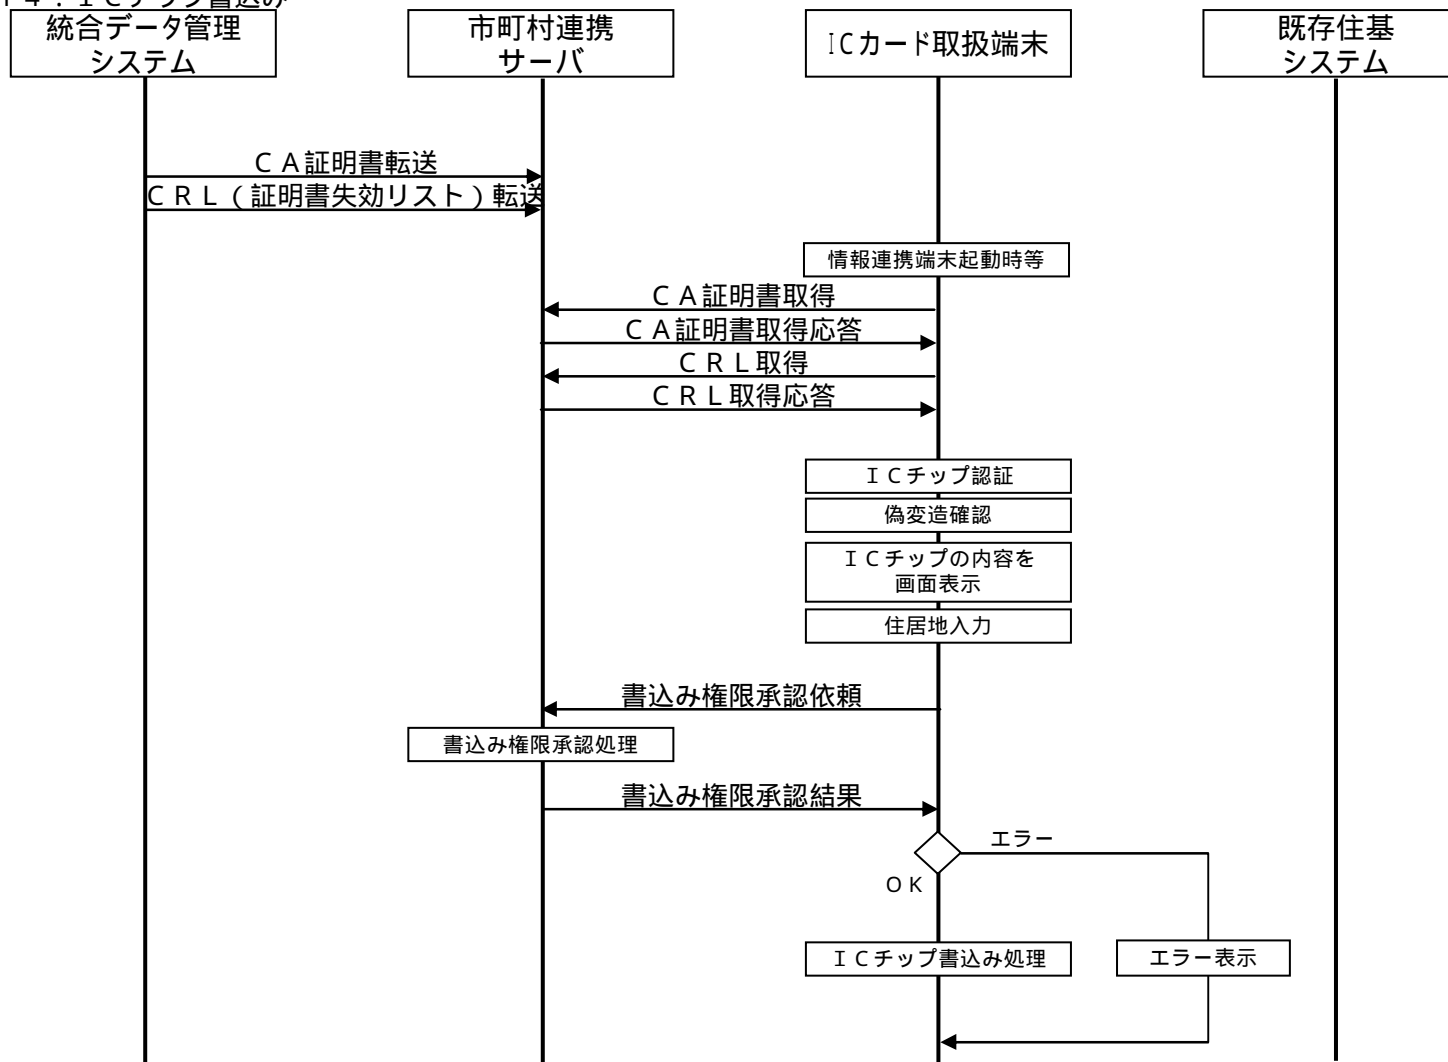 統合データ管理
システム
市町村連携
サーバ
ICカード取扱端末
既存住基
システム
ＣＡ証明書転送
ＣＲＬ（証明書失効リスト）転送
情報連携端末起動時等
ＣＡ証明書取得
ＣＡ証明書取得応答
ＣＲＬ取得
ＣＲＬ取得応答
ＩＣチップ認証
偽変造確認
ＩＣチップの内容を
画面表示
住居地入力
書込み権限承認依頼
書込み権限承認処理
書込み権限承認結果
エラー
ＯＫ
ＩＣチップ書込み処理
エラー表示